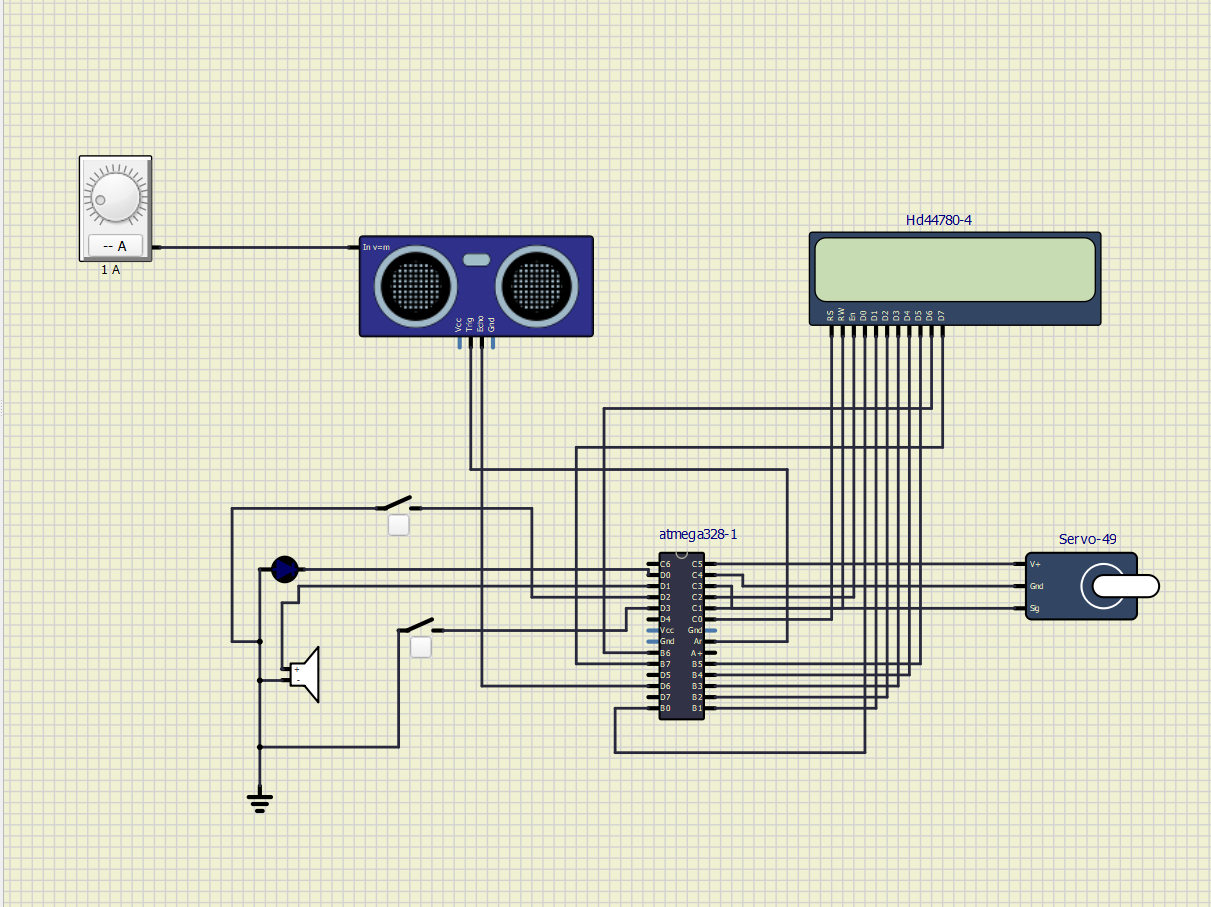 Hd44780-4
-- A
In v=m
1 A
Vcc
Trig
Echo
Gnd
RS
RW
En
D0
D1
D2
D3
D4
D5
D6
D7
atmega328-1
Servo-49
C6
C5
V+
D0
C4
D1
C3
Gnd
D2
C2
D3
C1
Sig
D4
C0
Vcc
Gnd
Gnd
B6
A+
B7
B5
+
-
D5
B4
D6
B3
D7
B2
B0
B1